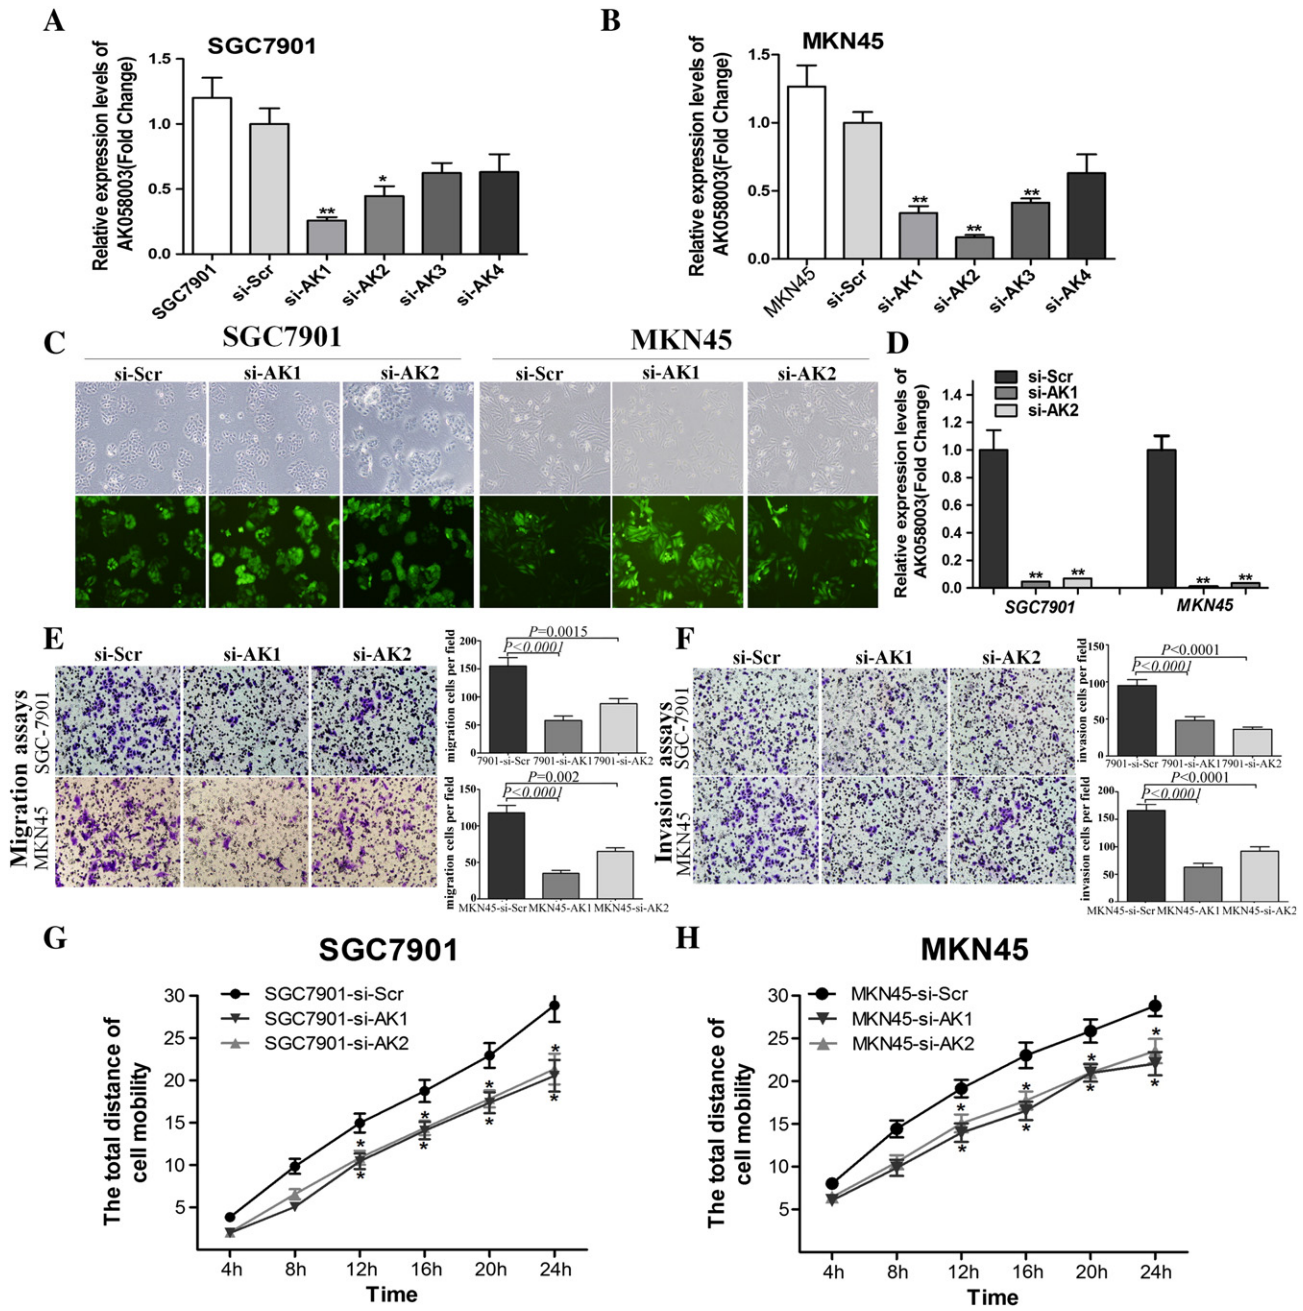 A
SGC7901
Relative expression levels of
AK058003(Fold Change)
1.5
1.0
0.5
0.0
**
*
SGC7901
si-Scr
si-AK1
si-AK2
si-AK3
si-AK4
B
MKN45
Relative expression levels of
AK058003(Fold Change)
1.5
1.0
0.5
0.0
**
**
**
MKN45
si-Scr
si-AK1
si-AK2
si-AK3
si-AK4
C
SGC7901
MKN45
si-Scr
si-AK1
si-AK2
si-Scr
si-AK1
si-AK2
D
si-Scr
si-AK1
si-AK2
Relative expression levels of
AK058003(Fold Change)
1.4
1.2
1.0
0.8
0.6
0.4
0.2
0.0
**
**
**
**
SGC7901
MKN45
E
si-Scr
si-AK1
si-AK2
Migration assays
SGC-7901
MKN45
migration cells per field
200
150
100
50
0
P=0.0015
P<0.0001
7901-si-Scr
7901-si-AK1
7901-si-AK2
migration cells per field
150
100
50
0
P=0.002
P<0.0001
MKN45-si-Scr
MKN45-AK1
MKN45-si-AK2
F
si-Scr
si-AK1
si-AK2
Invasion assays
SGC-7901
MKN45
invasion cells per field
150
100
50
0
P<0.0001
P<0.0001
7901-si-Scr
7901-si-AK1
7901-si-AK2
invasion cells per field
200
150
100
50
0
P<0.0001
P<0.0001
MKN45-si-Scr
MKN45-AK1
MKN45-si-AK2
G
SGC7901
SGC7901-si-Scr
SGC7901-si-AK1
SGC7901-si-AK2
The total distance of
cell mobility
30
25
20
15
10
5
*
*
*
*
*
*
*
*
4h
8h
12h
16h
20h
24h
Time
H
MKN45
MKN45-si-Scr
MKN45-si-AK1
MKN45-si-AK2
The total distance of
cell mobility
30
25
20
15
10
5
*
*
*
*
*
*
*
*
4h
8h
12h
16h
20h
24h
Time